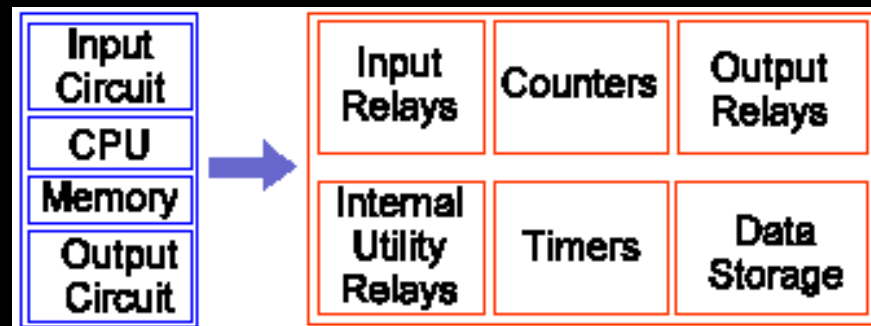 Input
Circuit
CPU
Memory
Output
Circuit
Input
Relays
Counters
Output
Relays
Internal
Utility
Relays
Timers
Data
Storage